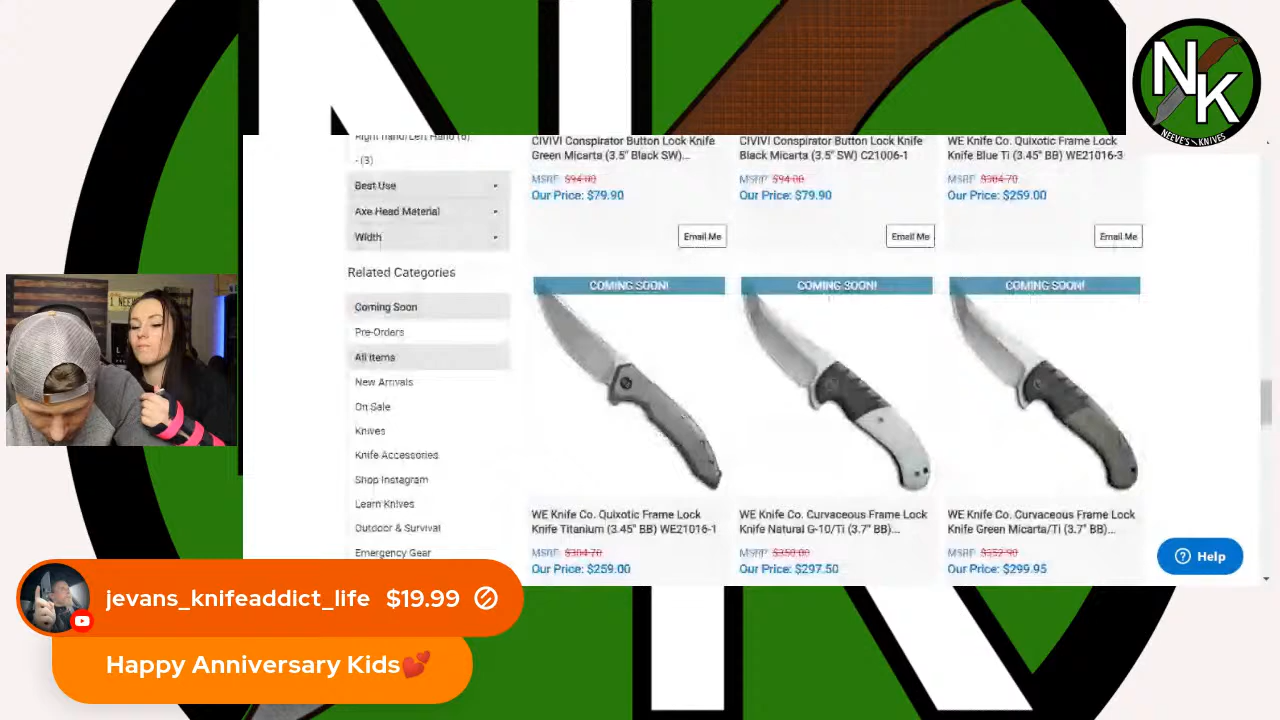 NK
NEEVE'S KNIVES
Right Hand/Left Hand (6)
- (3)
Best Use
Axe Head Material
Width
Related Categories
Coming Soon
Pre-Orders
All Items
New Arrivals
On Sale
Knives
Knife Accessories
Shop Instagram
Learn Knives
Outdoor & Survival
Emergency Gear
CIVIVI Conspirator Button Lock Knife
Green Micarta (3.5" Black SW)...
MSRP: $94.00
Our Price: $79.90
Email Me
CIVIVI Conspirator Button Lock Knife
Black Micarta (3.5" SW) C21006-1
MSRP: $94.00
Our Price: $79.90
Email Me
WE Knife Co. Quixotic Frame Lock
Knife Blue Ti (3.45" BB) WE21016-3
MSRP: $304.70
Our Price: $259.00
Email Me
COMING SOON!
WE Knife Co. Quixotic Frame Lock
Knife Titanium (3.45" BB) WE21016-1
MSRP: $304.70
Our Price: $259.00
COMING SOON!
WE Knife Co. Curvaceous Frame Lock
Knife Natural G-10/Ti (3.7" BB)...
MSRP: $350.00
Our Price: $297.50
COMING SOON!
WE Knife Co. Curvaceous Frame Lock
Knife Green Micarta/Ti (3.7" BB)...
MSRP: $352.90
Our Price: $299.95
Help
jevans_knifeaddict_life $19.99
Happy Anniversary Kids💕